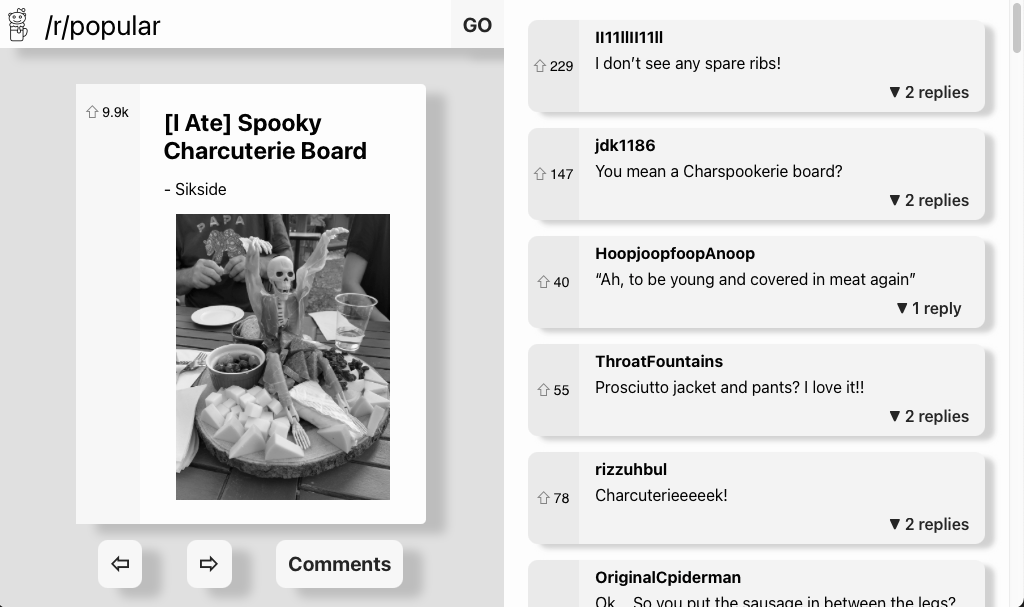 /r/popular
GO
9.9k
[I Ate] Spooky
Charcuterie Board
- Sikside
PAPA
Comments
229
II11llII11ll
I don’t see any spare ribs!
▼ 2 replies
147
jdk1186
You mean a Charspookerie board?
▼ 2 replies
40
HoopjoopfoopAnoop
“Ah, to be young and covered in meat again”
▼ 1 reply
55
ThroatFountains
Prosciutto jacket and pants? I love it!!
▼ 2 replies
78
rizzuhbul
Charcuterieeeeek!
▼ 2 replies
OriginalCpiderman
Ok... So you put the sausage in between the legs?